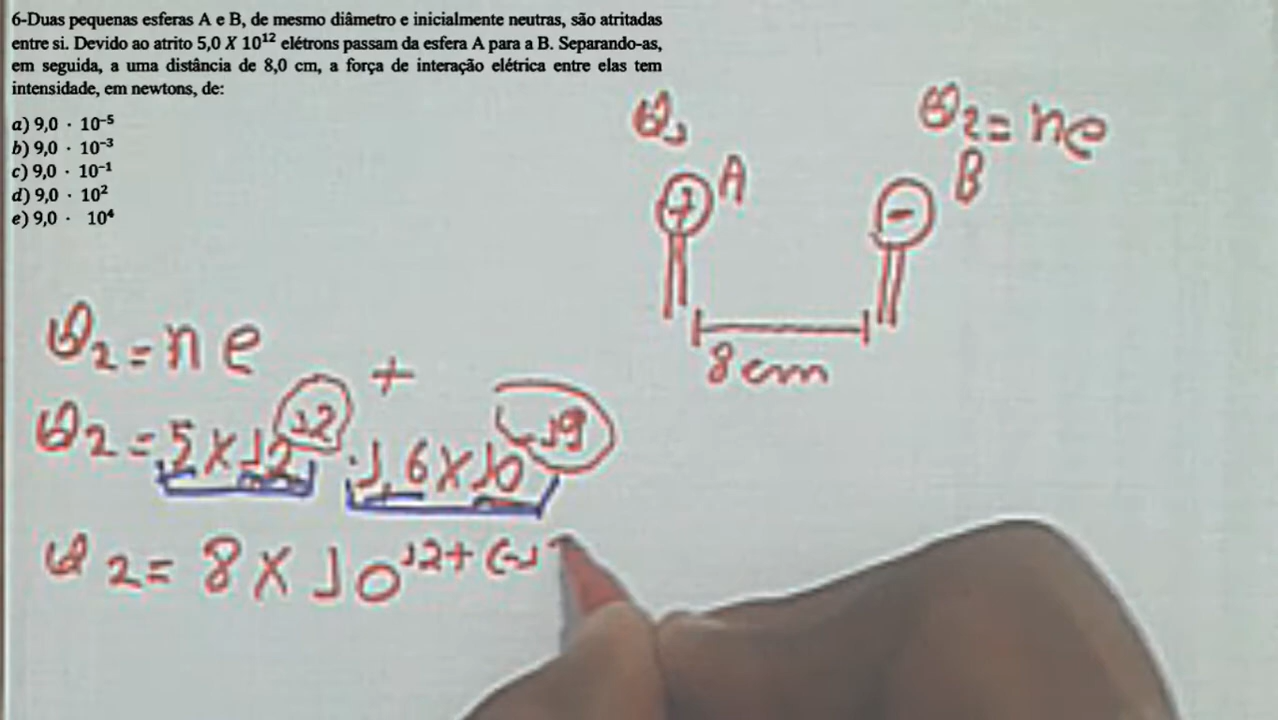 6-Duas pequenas esferas A e B, de mesmo diâmetro e inicialmente neutras, são atritadas
entre si. Devido ao atrito 5,0 X 10¹² elétrons passam da esfera A para a B. Separando-as,
em seguida, a uma distância de 8,0 cm, a força de interação elétrica entre elas tem
intensidade, em newtons, de:
a) 9,0 · 10⁻⁵
b) 9,0 · 10⁻³
c) 9,0 · 10⁻¹
d) 9,0 · 10²
e) 9,0 · 10⁴
Q₁
Q₂ = ne
A
B
+
-
8cm
Q₂ = n e
+
Q₂ = 5 X 10¹² · 1,6 X 10⁻¹⁹
Q₂ = 8 X 10¹²⁺⁽⁻¹